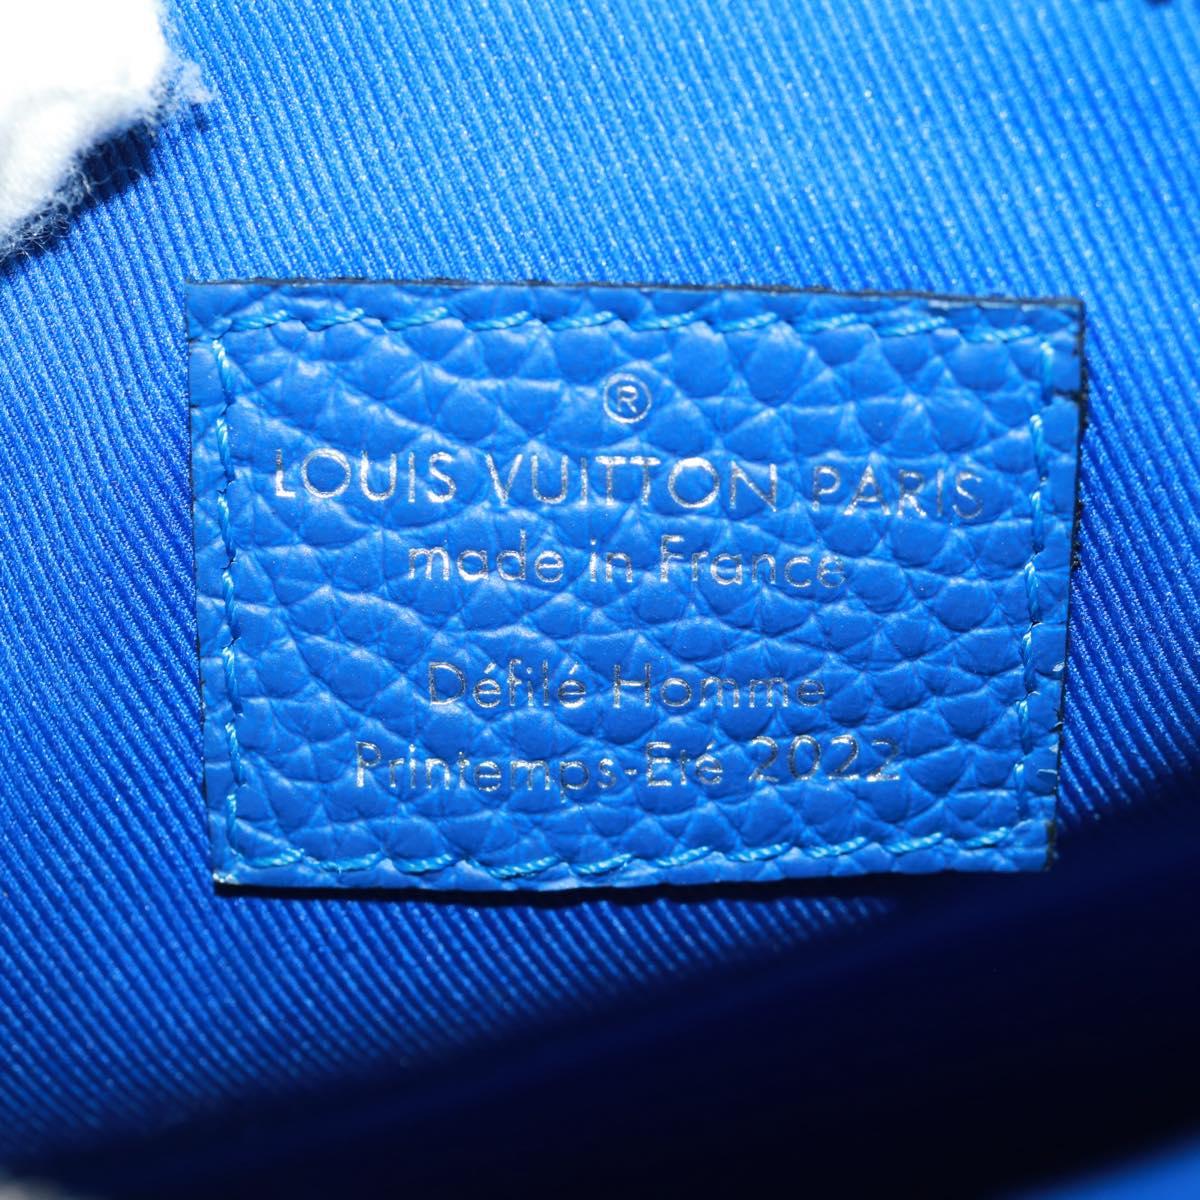 ®
LOUIS VUITTON PARIS
made in France
Défilé Homme
Printemps-Eté 2022